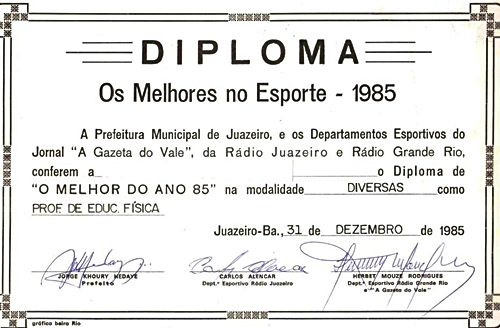 DIPLOMA
Os Melhores no Esporte - 1985
A Prefeitura Municipal de Juazeiro, e os Departamentos Esportivos do
Jornal "A Gazeta do Vale", da Rádio Juazeiro e Rádio Grande Rio,
conferem a o Diploma de
"O MELHOR DO ANO 85" na modalidade DIVERSAS como
PROF. DE EDUC. FÍSICA
Juazeiro-Ba., 31 de DEZEMBRO de 1985
JORGE KHOURY HEDAYE
Prefeito
CARLOS ALENCAR
Dept.º Esportivo Rádio Juazeiro
HERBET MOUZE RODRIGUES
Dept.º Esportivo Rádio Grande Rio
e "A Gazeta do Vale"
gráfica beira Rio